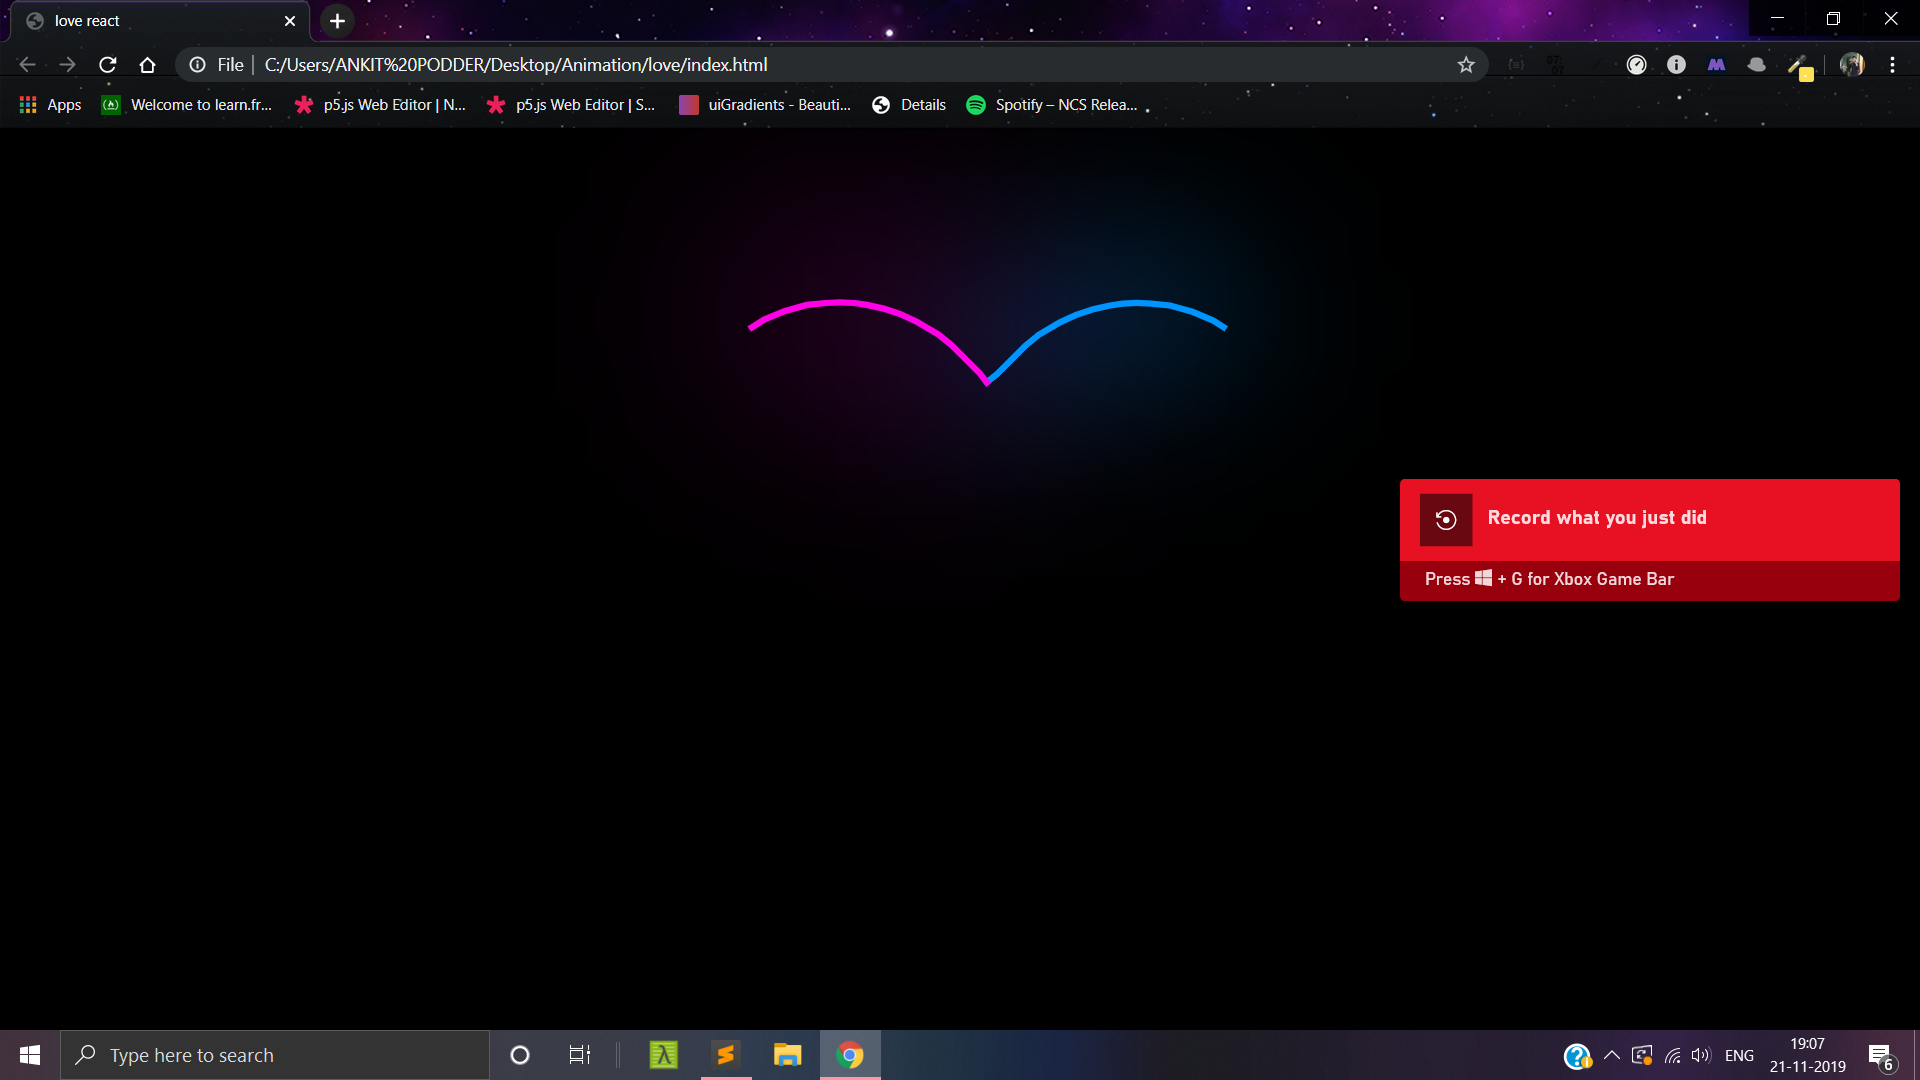 love react
File
C:/Users/ANKIT%20PODDER/Desktop/Animation/love/index.html
Apps
Welcome to learn.fr...
p5.js Web Editor | N...
p5.js Web Editor | S...
uiGradients - Beauti...
Details
Spotify – NCS Relea...
Record what you just did
Press + G for Xbox Game Bar
Type here to search
ENG
19:07
21-11-2019
6